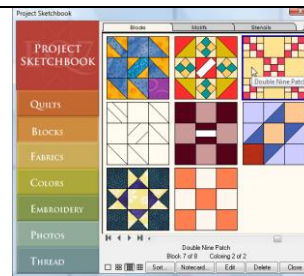 Project Sketchbook
Blocks
Motifs
Stencils
PROJECT
SKETCHBOOK
QUILTS
BLOCKS
FABRICS
COLORS
EMBROIDERY
PHOTOS
THREAD
Double Nine Patch
Double Nine Patch
Block 7 of 8 Coloring 2 of 2
Sort...
Notecard...
Edit
Delete
Close